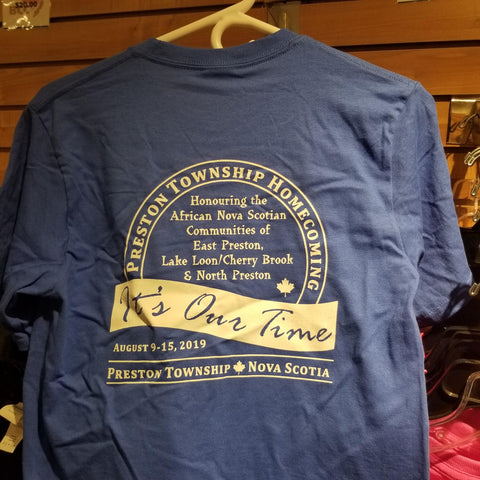 $20.00
PRESTON TOWNSHIP HOMECOMING
Honouring the
African Nova Scotian
Communities of
East Preston,
Lake Loon/Cherry Brook
& North Preston
It's Our Time
AUGUST 9-15, 2019
PRESTON TOWNSHIP NOVA SCOTIA